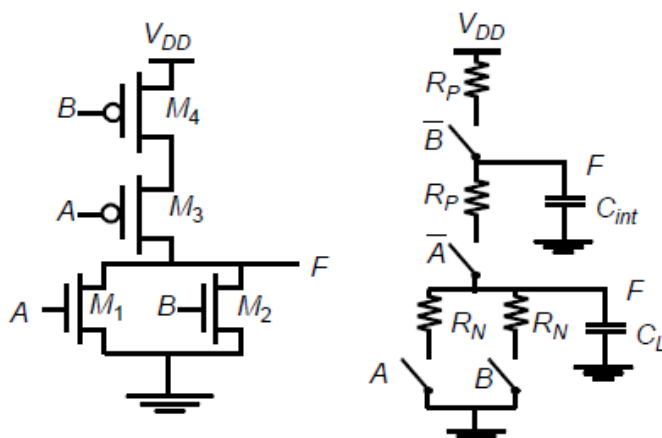 V_DD
B
M_4
A
M_3
F
A
M_1
B
M_2
V_DD
R_P
B̅
F
R_P
C_int
A̅
F
R_N
R_N
C_L
A
B